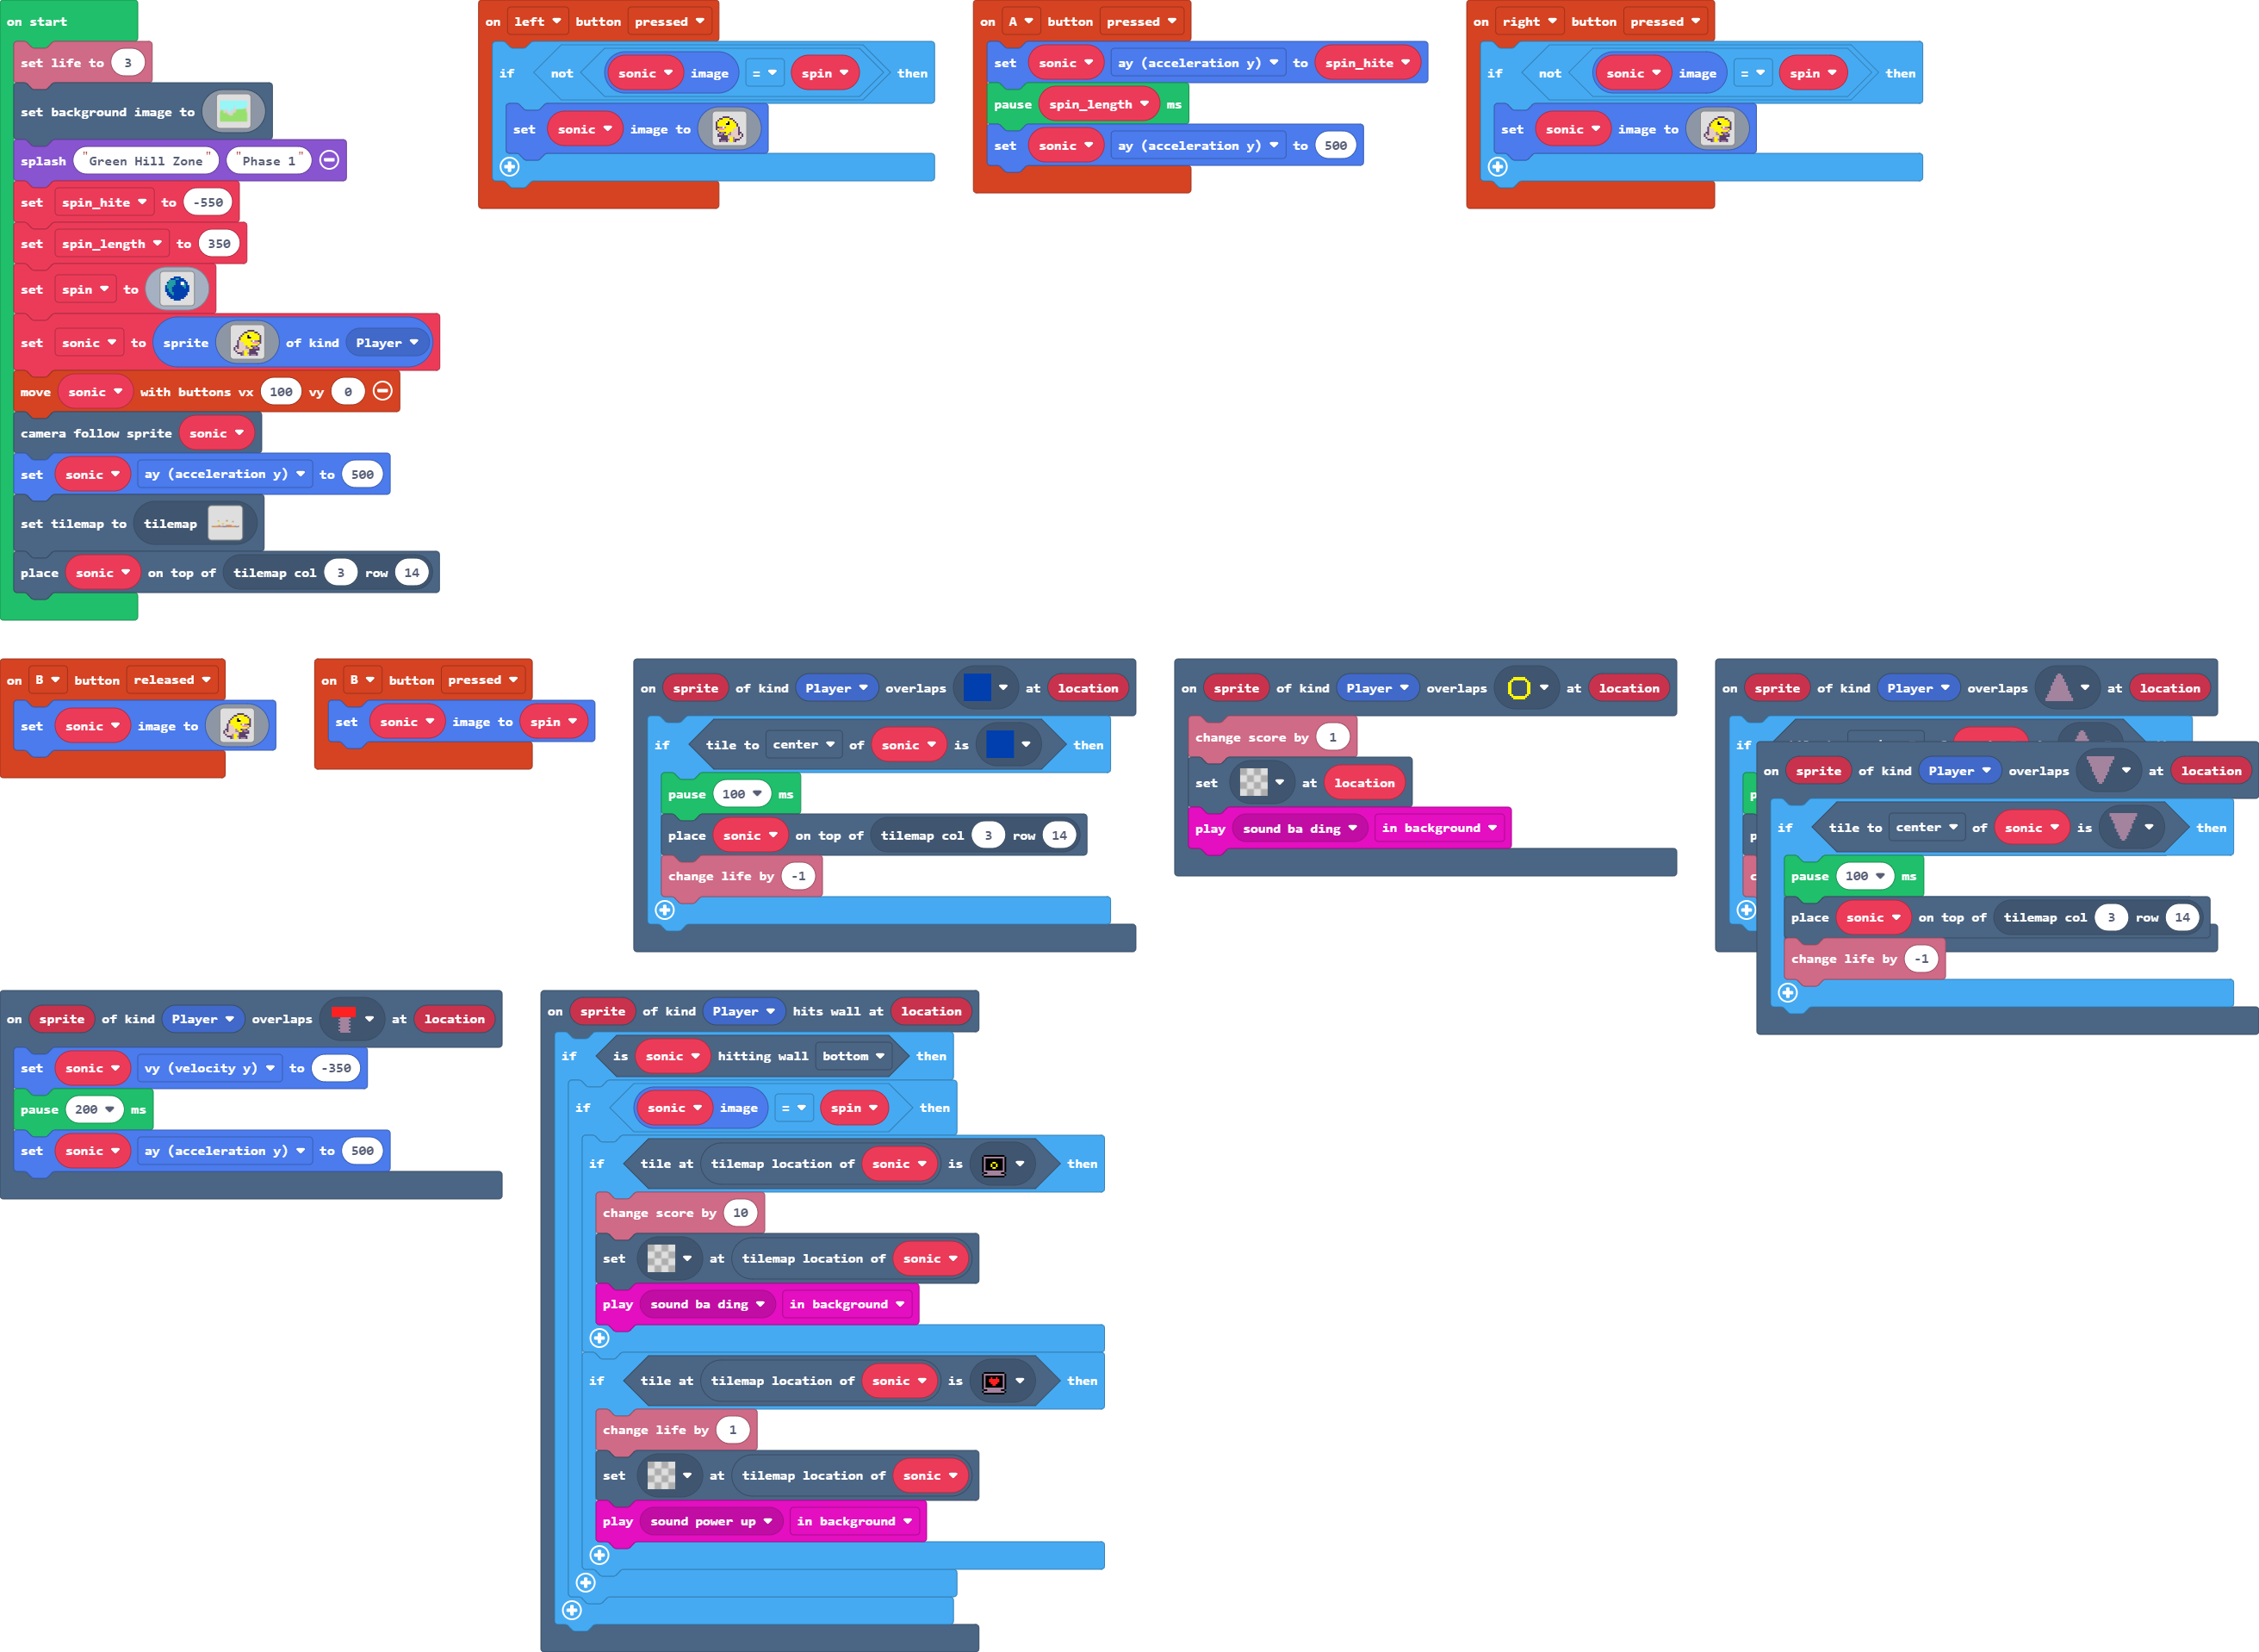 on start
set life to 3
set background image to
splash "Green Hill Zone" "Phase 1"
set spin_hite to -550
set spin_length to 350
set spin to
set sonic to sprite of kind Player
move sonic with buttons vx 100 vy 0
camera follow sprite sonic
set sonic ay (acceleration y) to 500
set tilemap to tilemap
place sonic on top of tilemap col 3 row 14
on left button pressed
if not sonic image = spin then
set sonic image to
on A button pressed
set sonic ay (acceleration y) to spin_hite
pause spin_length ms
set sonic ay (acceleration y) to 500
on right button pressed
if not sonic image = spin then
set sonic image to
on B button released
set sonic image to
on B button pressed
set sonic image to spin
on sprite of kind Player overlaps at location
if tile to center of sonic is then
pause 100 ms
place sonic on top of tilemap col 3 row 14
change life by -1
on sprite of kind Player overlaps at location
change score by 1
set at location
play sound ba ding in background
on sprite of kind Player overlaps at location
if
on sprite of kind Player overlaps at location
if tile to center of sonic is then
pause 100 ms
place sonic on top of tilemap col 3 row 14
change life by -1
on sprite of kind Player overlaps at location
set sonic vy (velocity y) to -350
pause 200 ms
set sonic ay (acceleration y) to 500
on sprite of kind Player hits wall at location
if is sonic hitting wall bottom then
if sonic image = spin then
if tile at tilemap location of sonic is then
change score by 10
set at tilemap location of sonic
play sound ba ding in background
if tile at tilemap location of sonic is then
change life by 1
set at tilemap location of sonic
play sound power up in background